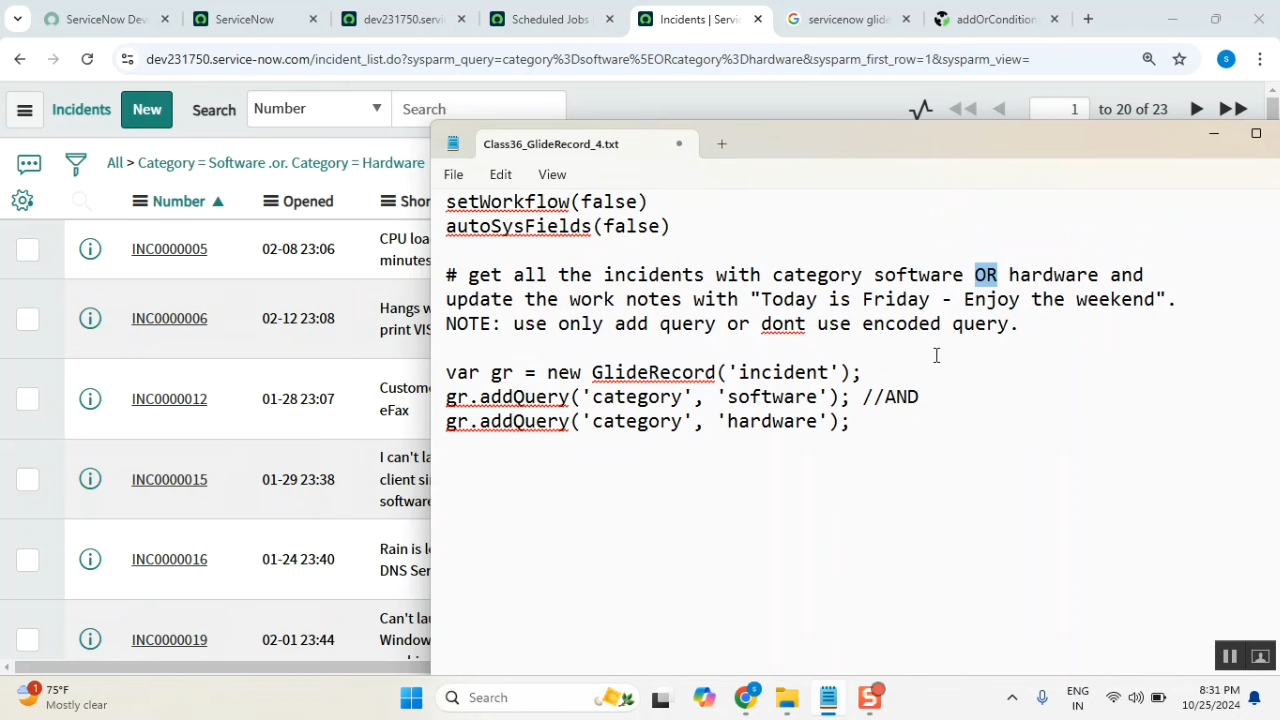 ServiceNow Dev
ServiceNow
dev231750.servi
Scheduled Jobs
Incidents | Servi
servicenow glide
addOrCondition
dev231750.service-now.com/incident_list.do?sysparm_query=category%3Dsoftware%5EORcategory%3Dhardware&sysparm_first_row=1&sysparm_view=
S
Incidents
New
Search
Number
Search
1
to 20 of 23
All > Category = Software .or. Category = Hardware
Number
Opened
Shor
INC0000005
02-08 23:06
CPU loa
minutes
INC0000006
02-12 23:08
Hangs w
print VIS
INC0000012
01-28 23:07
Custome
eFax
INC0000015
01-29 23:38
I can't la
client sin
software
INC0000016
01-24 23:40
Rain is le
DNS Ser
INC0000019
02-01 23:44
Can't lau
Window
Class36_GlideRecord_4.txt
File
Edit
View
setWorkflow(false)
autoSysFields(false)
# get all the incidents with category software OR hardware and
update the work notes with "Today is Friday - Enjoy the weekend".
NOTE: use only add query or dont use encoded query.
var gr = new GlideRecord('incident');
gr.addQuery('category', 'software'); //AND
gr.addQuery('category', 'hardware');
1
75°F
Mostly clear
Search
ENG
IN
8:31 PM
10/25/2024